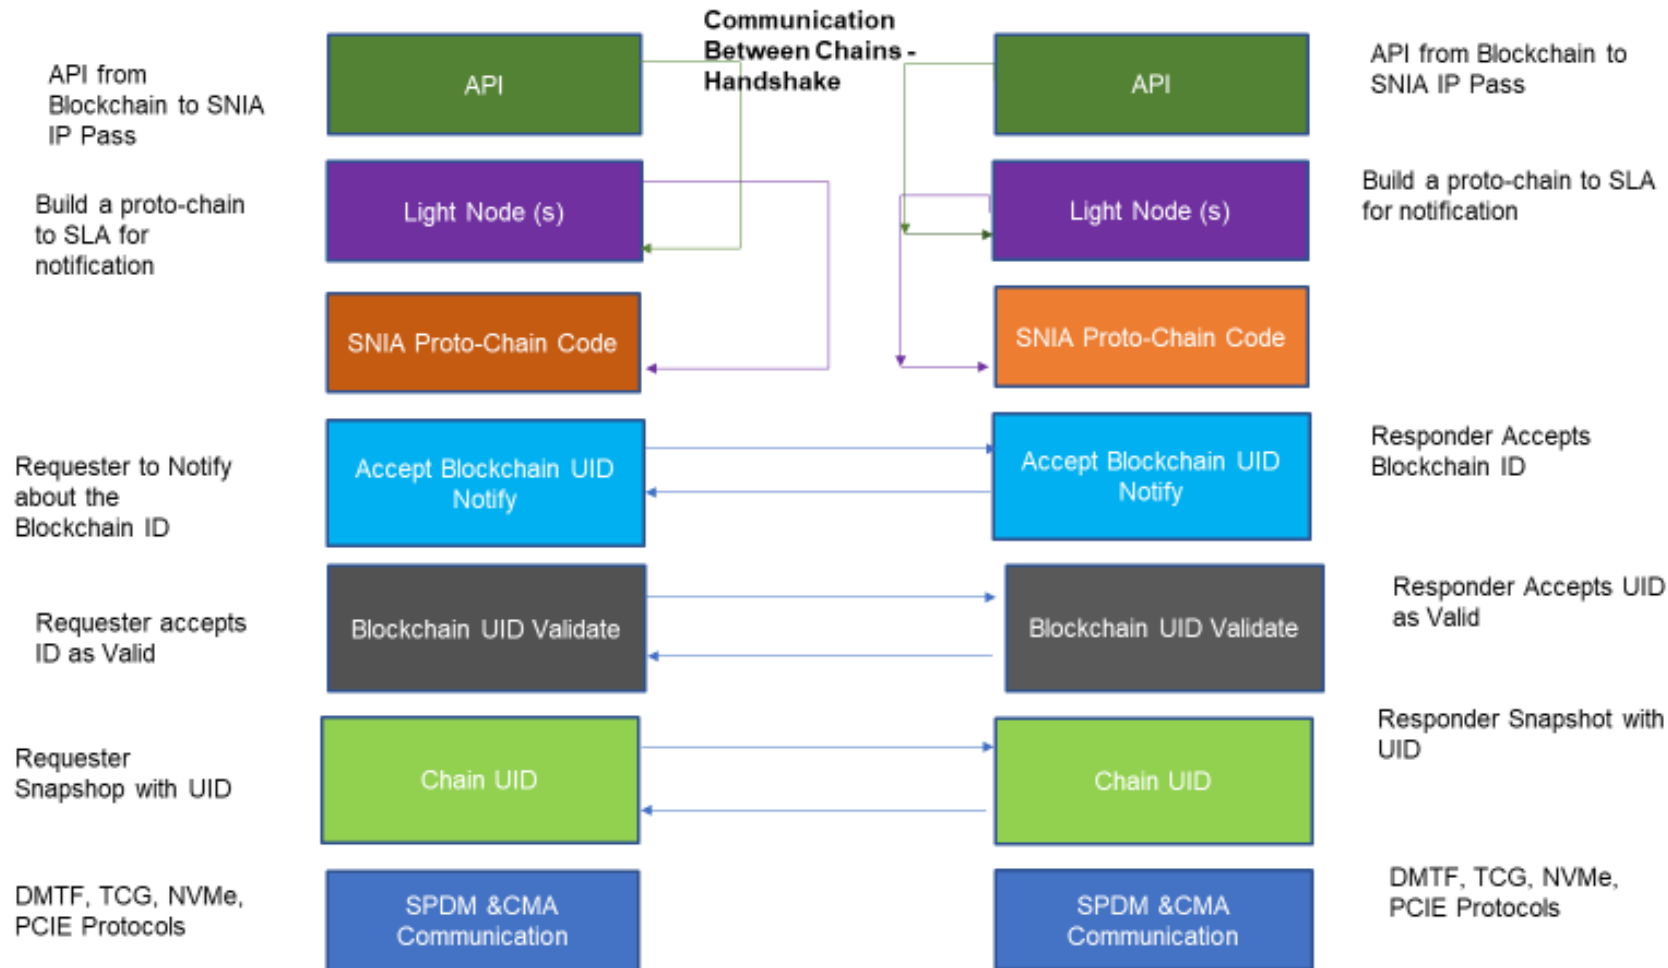 Communication
Between Chains -
Handshake
API from
Blockchain to SNIA
IP Pass
API
API
API from Blockchain to
SNIA IP Pass
Build a proto-chain
to SLA for
notification
Light Node (s)
Light Node (s)
Build a proto-chain to SLA
for notification
SNIA Proto-Chain Code
SNIA Proto-Chain Code
Requester to Notify
about the
Blockchain ID
Accept Blockchain UID
Notify
Accept Blockchain UID
Notify
Responder Accepts
Blockchain ID
Requester accepts
ID as Valid
Blockchain UID Validate
Blockchain UID Validate
Responder Accepts UID
as Valid
Requester
Snapshop with UID
Chain UID
Chain UID
Responder Snapshot with
UID
DMTF, TCG, NVMe,
PCIE Protocols
SPDM &CMA
Communication
SPDM &CMA
Communication
DMTF, TCG, NVMe,
PCIE Protocols